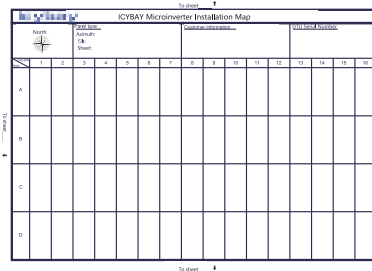 To sheet
ICYBAY Microinverter Installation Map
North
Panel type:
Azimuth:
Tilt:
Sheet:
Customer information:
DTU Serial Number:
1 2 3 4 5 6 7 8 9 10 11 12 13 14 15 16
A
B
C
D
To sheet
To sheet